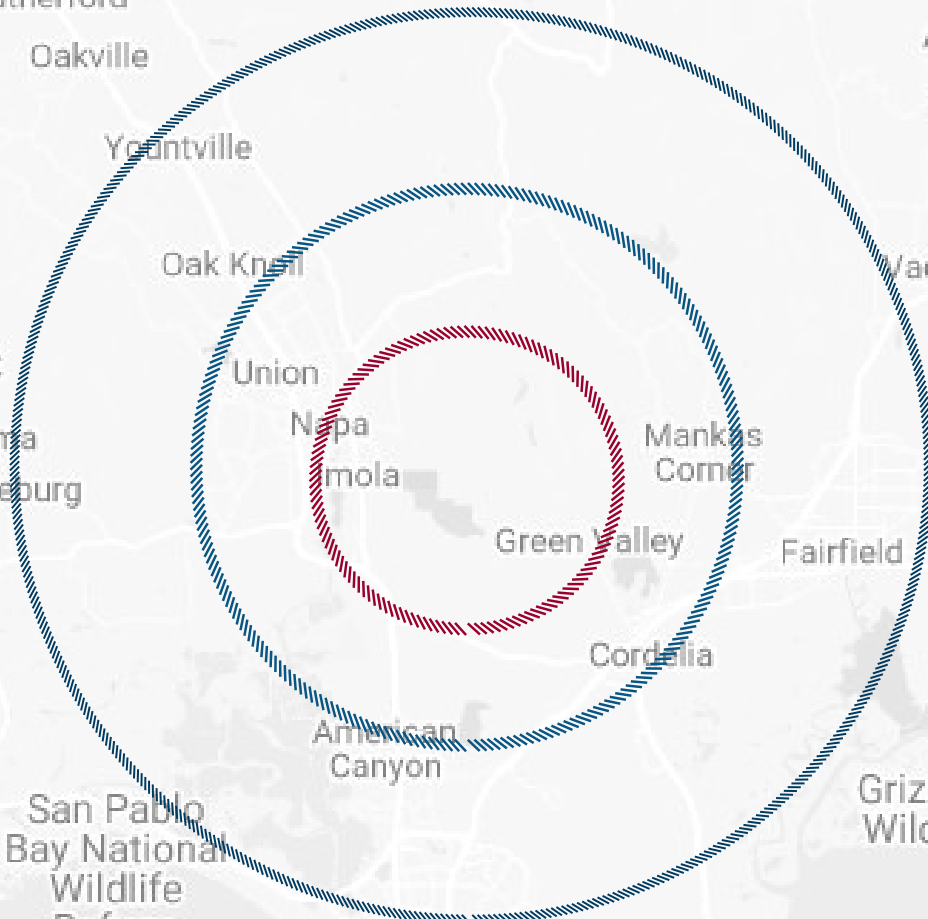 Oakville
Yountville
Oak Knoll
Union
Napa
Imola
Mankas
Corner
Green Valley
Fairfield
Cordelia
American
Canyon
San Pablo
Bay National
Wildlife